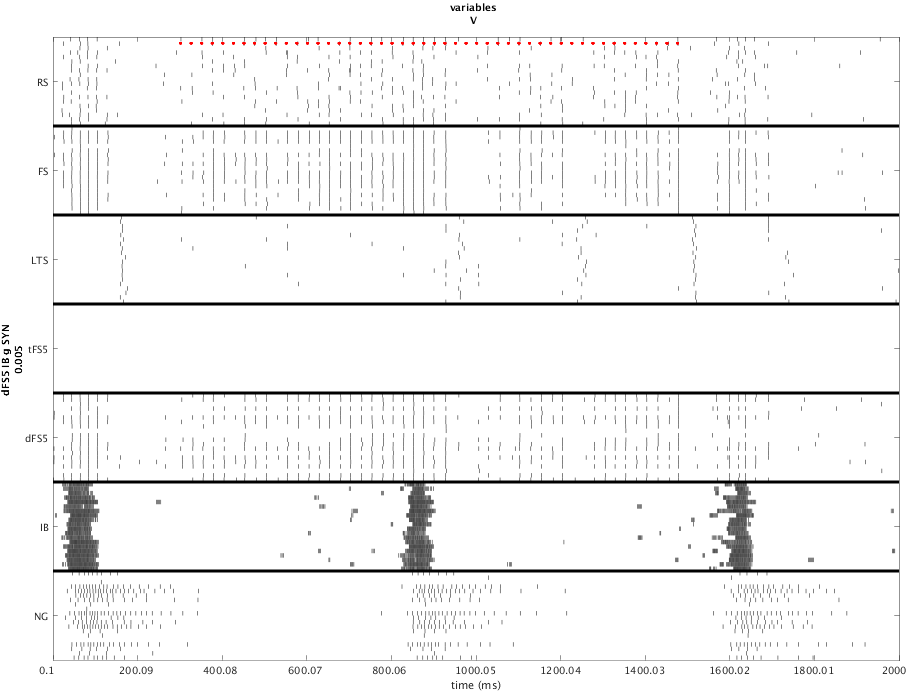 variables
V
RS
FS
LTS
tFS5
dFS5
IB
NG
dFS5 IB g SYN
0.005
0.1 200.09 400.08 600.07 800.06 1000.05 1200.04 1400.03 1600.02 1800.01 2000
time (ms)